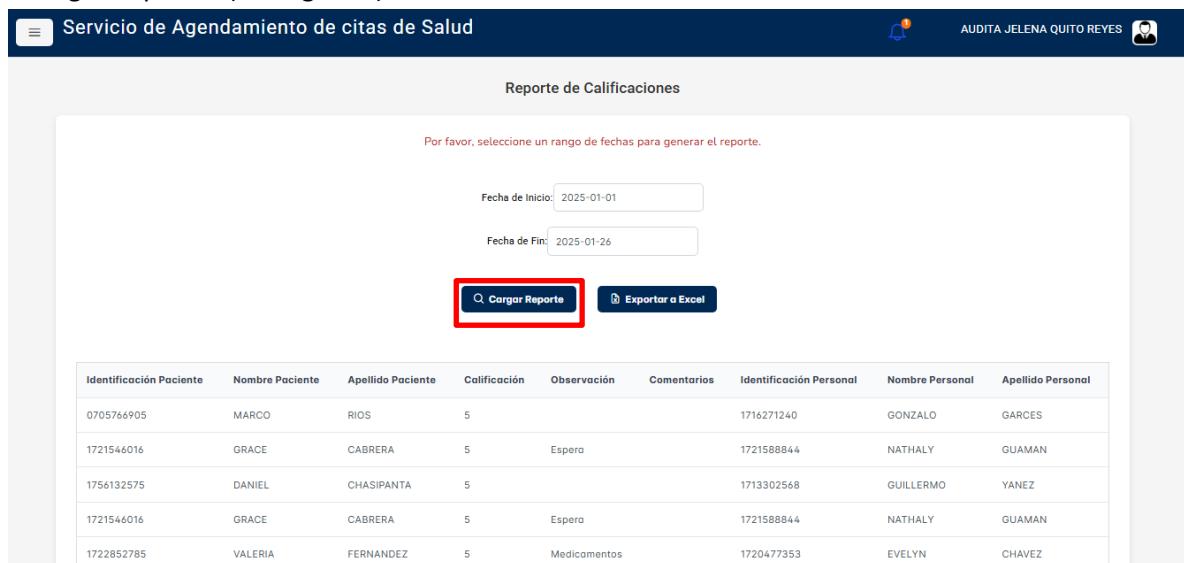 Servicio de Agendamiento de citas de Salud
1
AUDITA JELENA QUITO REYES
Reporte de Calificaciones
Por favor, seleccione un rango de fechas para generar el reporte.
Fecha de Inicio: 2025-01-01
Fecha de Fin: 2025-01-26
Cargar Reporte Exportar a Excel
Identificación Paciente Nombre Paciente Apellido Paciente Calificación Observación Comentarios Identificación Personal Nombre Personal Apellido Personal
0705766905 MARCO RIOS 5 1716271240 GONZALO GARCES
1721546016 GRACE CABRERA 5 Espera 1721588844 NATHALY GUAMAN
1756132575 DANIEL CHASIPANTA 5 1713302568 GUILLERMO YANEZ
1721546016 GRACE CABRERA 5 Espera 1721588844 NATHALY GUAMAN
1722852785 VALERIA FERNANDEZ 5 Medicamentos 1720477353 EVELYN CHAVEZ